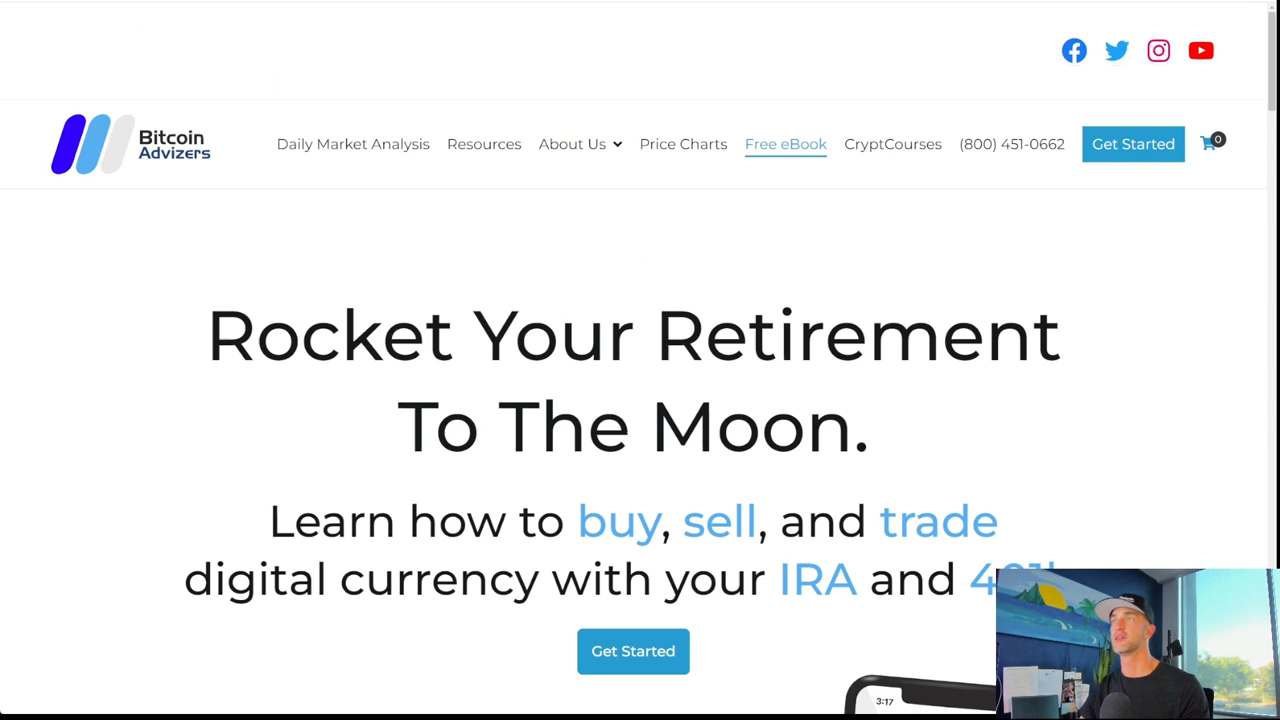 Bitcoin
Advizers
Daily Market Analysis Resources About Us Price Charts Free eBook CryptCourses (800) 451-0662 Get Started 0
Rocket Your Retirement
To The Moon.
Learn how to buy, sell, and trade
digital currency with your IRA and
Get Started
3:17